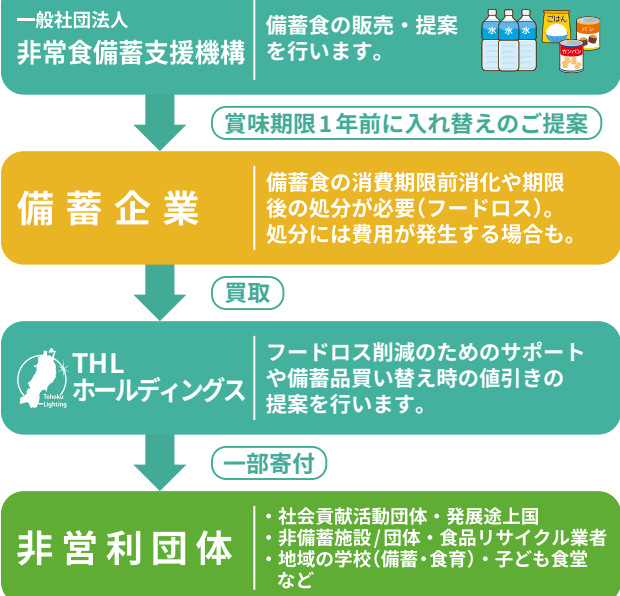 一般社団法人
非常食備蓄支援機構
備蓄食の販売・提案
を行います。
水 水 水
ごはん
パン
カンパン
賞味期限1年前に入れ替えのご提案
備蓄企業
備蓄食の消費期限前消化や期限
後の処分が必要(フードロス)。
処分には費用が発生する場合も。
買取
THL
ホールディングス
Tohoku
Lighting
フードロス削減のためのサポート
や備蓄品買い替え時の値引きの
提案を行います。
一部寄付
非営利団体
・社会貢献活動団体・発展途上国
・非備蓄施設/団体・食品リサイクル業者
・地域の学校(備蓄・食育)・子ども食堂
など